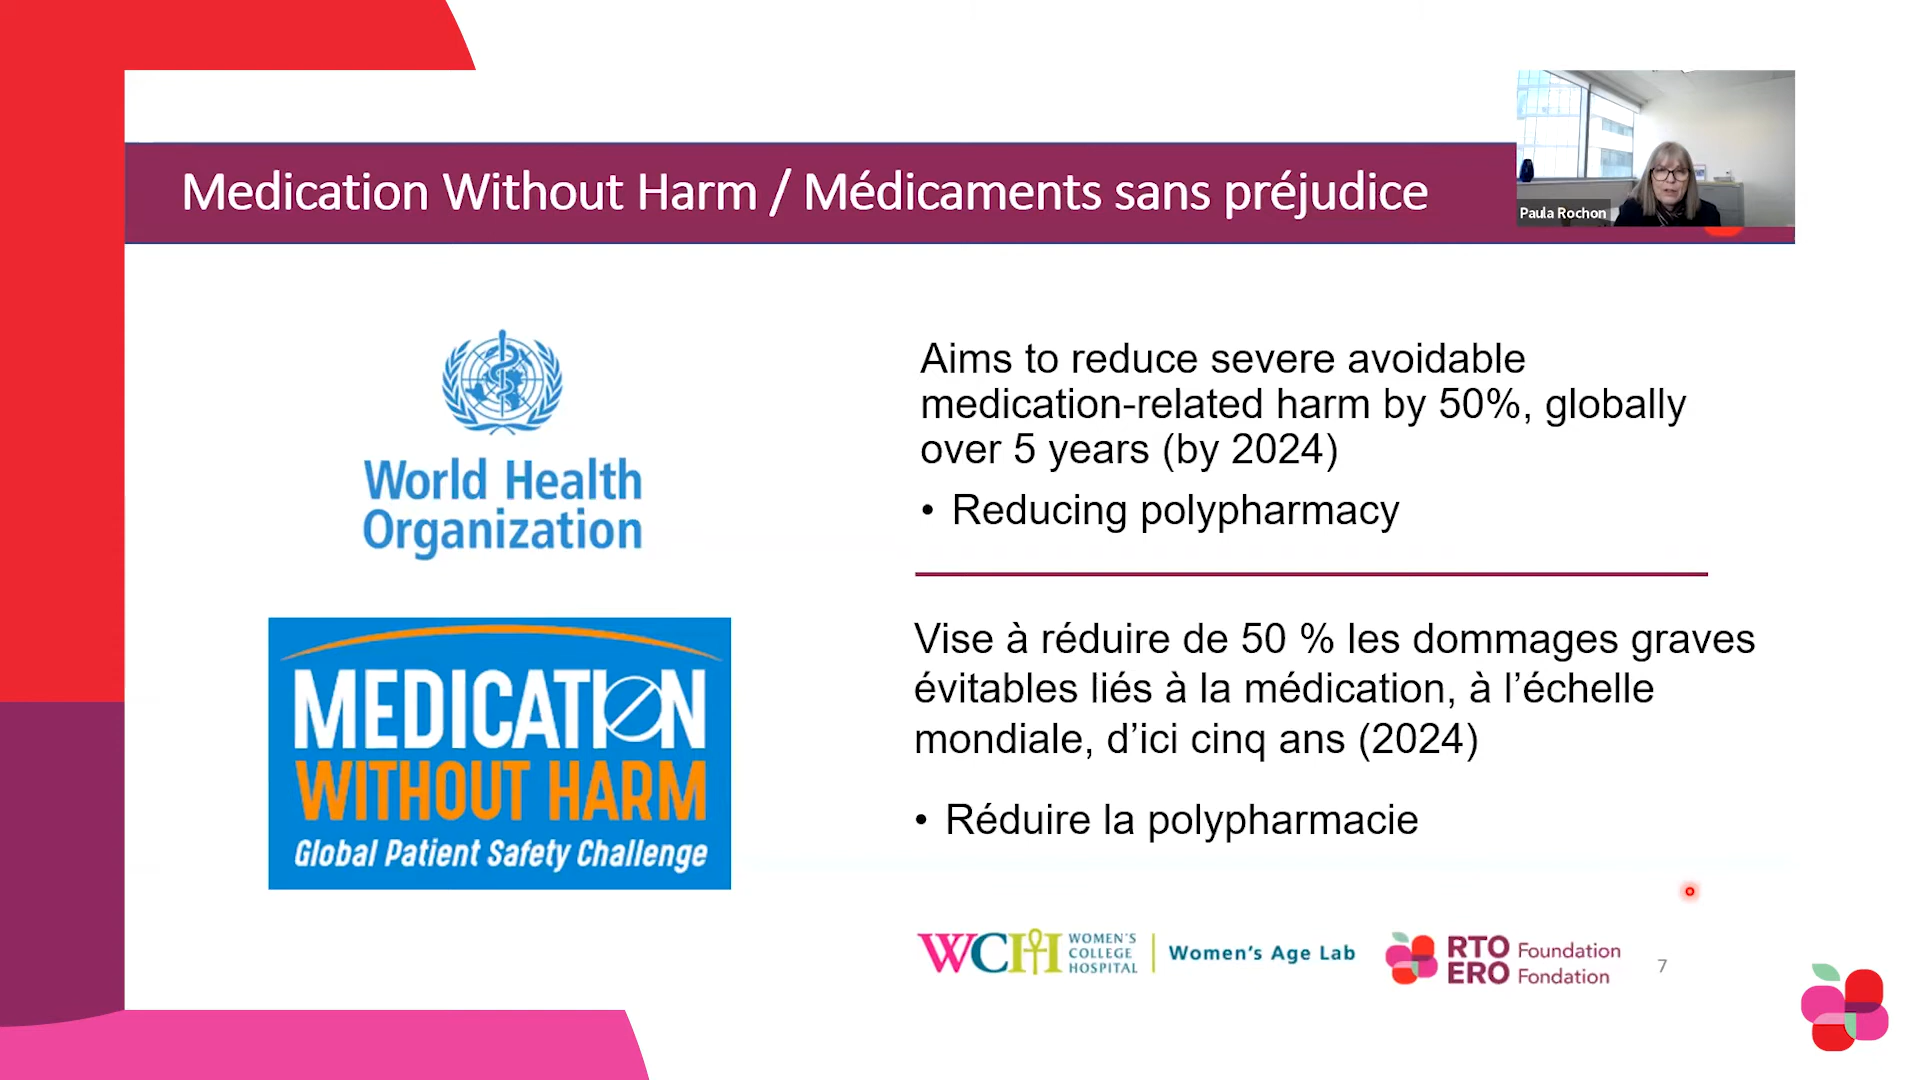 Medication Without Harm / Médicaments sans préjudice
Paula Rochon
World Health
Organization
MEDICATION
WITHOUT HARM
Global Patient Safety Challenge
Aims to reduce severe avoidable
medication-related harm by 50%, globally
over 5 years (by 2024)
• Reducing polypharmacy
Vise à réduire de 50 % les dommages graves
évitables liés à la médication, à l’échelle
mondiale, d’ici cinq ans (2024)
• Réduire la polypharmacie
WCH WOMEN'S
COLLEGE
HOSPITAL
Women's Age Lab
RTO Foundation
ERO Fondation
7